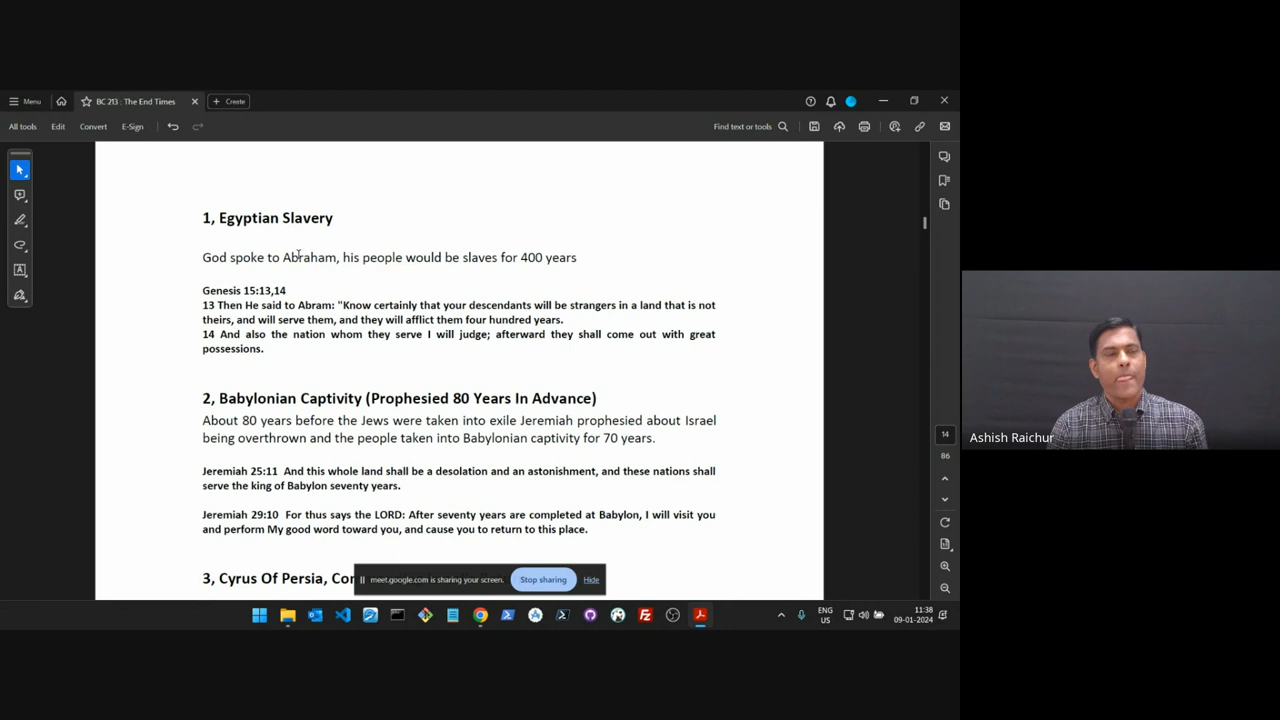 Menu
BC 213 : The End Times
Create
All tools
Edit
Convert
E-Sign
Find text or tools
1, Egyptian Slavery
God spoke to Abraham, his people would be slaves for 400 years
Genesis 15:13,14
13 Then He said to Abram: "Know certainly that your descendants will be strangers in a land that is not
theirs, and will serve them, and they will afflict them four hundred years.
14 And also the nation whom they serve I will judge; afterward they shall come out with great
possessions.
2, Babylonian Captivity (Prophesied 80 Years In Advance)
About 80 years before the Jews were taken into exile Jeremiah prophesied about Israel
being overthrown and the people taken into Babylonian captivity for 70 years.
Jeremiah 25:11 And this whole land shall be a desolation and an astonishment, and these nations shall
serve the king of Babylon seventy years.
Jeremiah 29:10 For thus says the LORD: After seventy years are completed at Babylon, I will visit you
and perform My good word toward you, and cause you to return to this place.
3, Cyrus Of Persia,
meet.google.com is sharing your screen.
Stop sharing
Hide
14
86
Ashish Raichur
ENG
US
11:38
09-01-2024